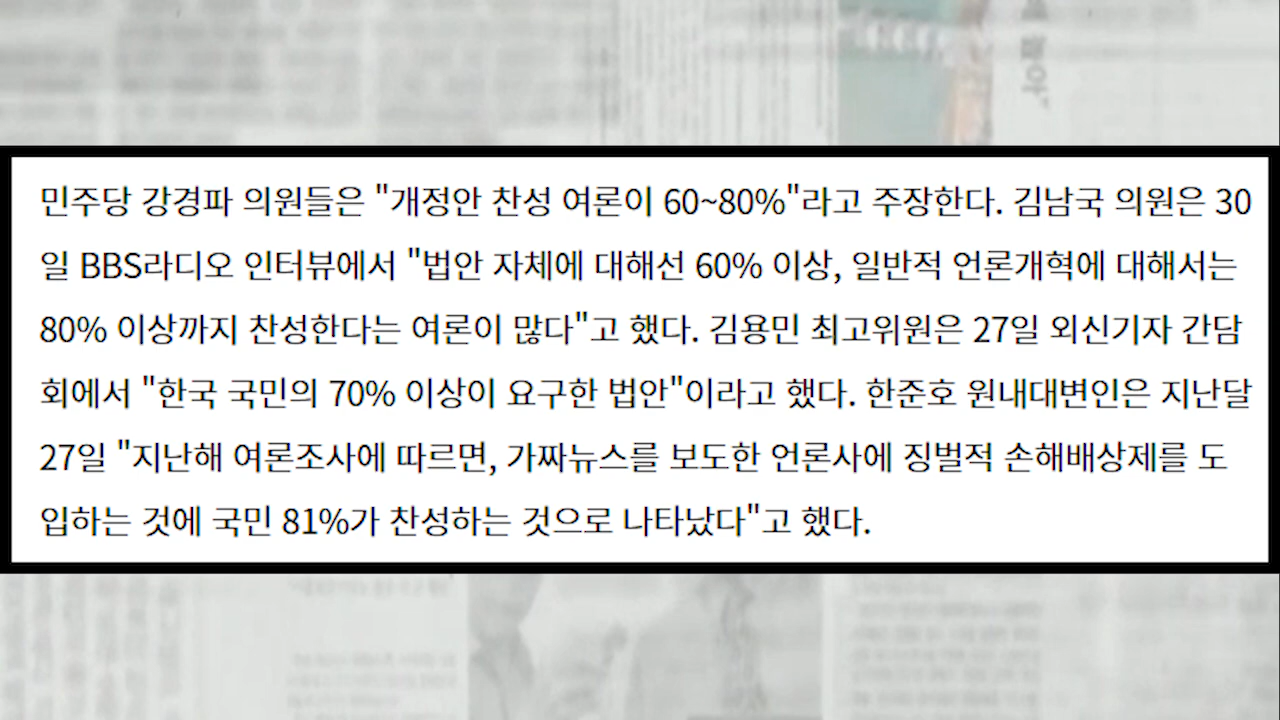 민주당 강경파 의원들은 "개정안 찬성 여론이 60~80%"라고 주장한다. 김남국 의원은 30
일 BBS라디오 인터뷰에서 "법안 자체에 대해선 60% 이상, 일반적 언론개혁에 대해서는
80% 이상까지 찬성한다는 여론이 많다"고 했다. 김용민 최고위원은 27일 외신기자 간담
회에서 "한국 국민의 70% 이상이 요구한 법안"이라고 했다. 한준호 원내대변인은 지난달
27일 "지난해 여론조사에 따르면, 가짜뉴스를 보도한 언론사에 징벌적 손해배상제를 도
입하는 것에 국민 81%가 찬성하는 것으로 나타났다"고 했다.